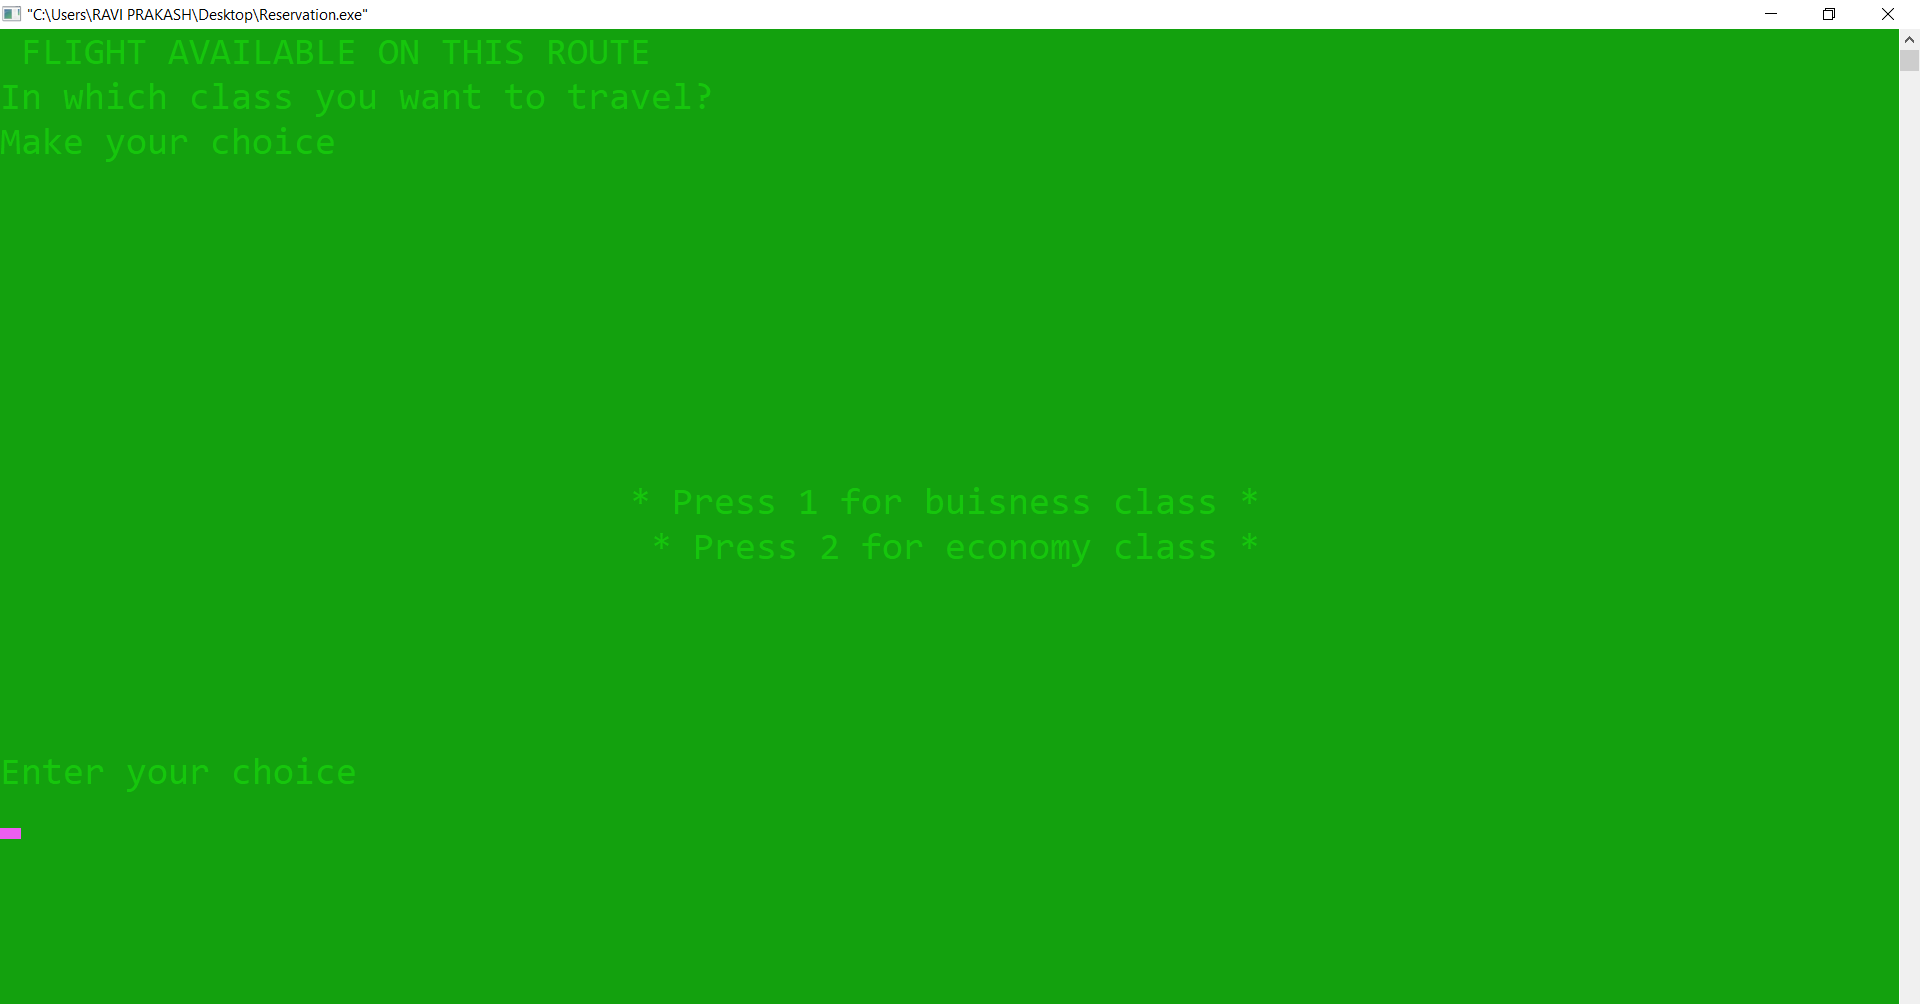 "C:\Users\RAVI PRAKASH\Desktop\Reservation.exe"
FLIGHT AVAILABLE ON THIS ROUTE
In which class you want to travel?
Make your choice
* Press 1 for buisness class *
* Press 2 for economy class *
Enter your choice